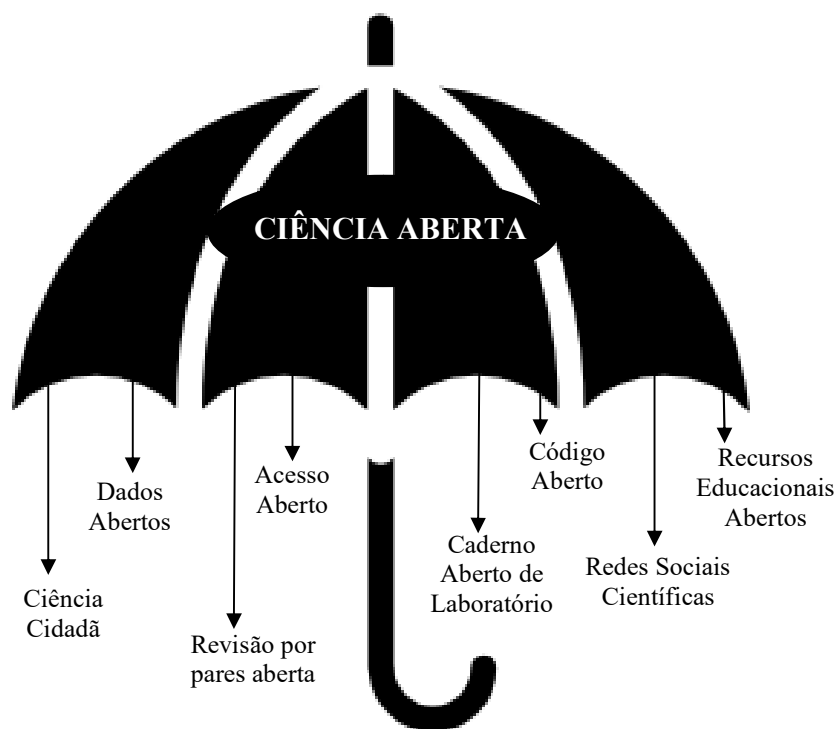 CIÊNCIA ABERTA
Ciência
Cidadã
Dados
Abertos
Revisão por
pares aberta
Acesso
Aberto
Caderno
Aberto de
Laboratório
Código
Aberto
Redes Sociais
Científicas
Recursos
Educacionais
Abertos